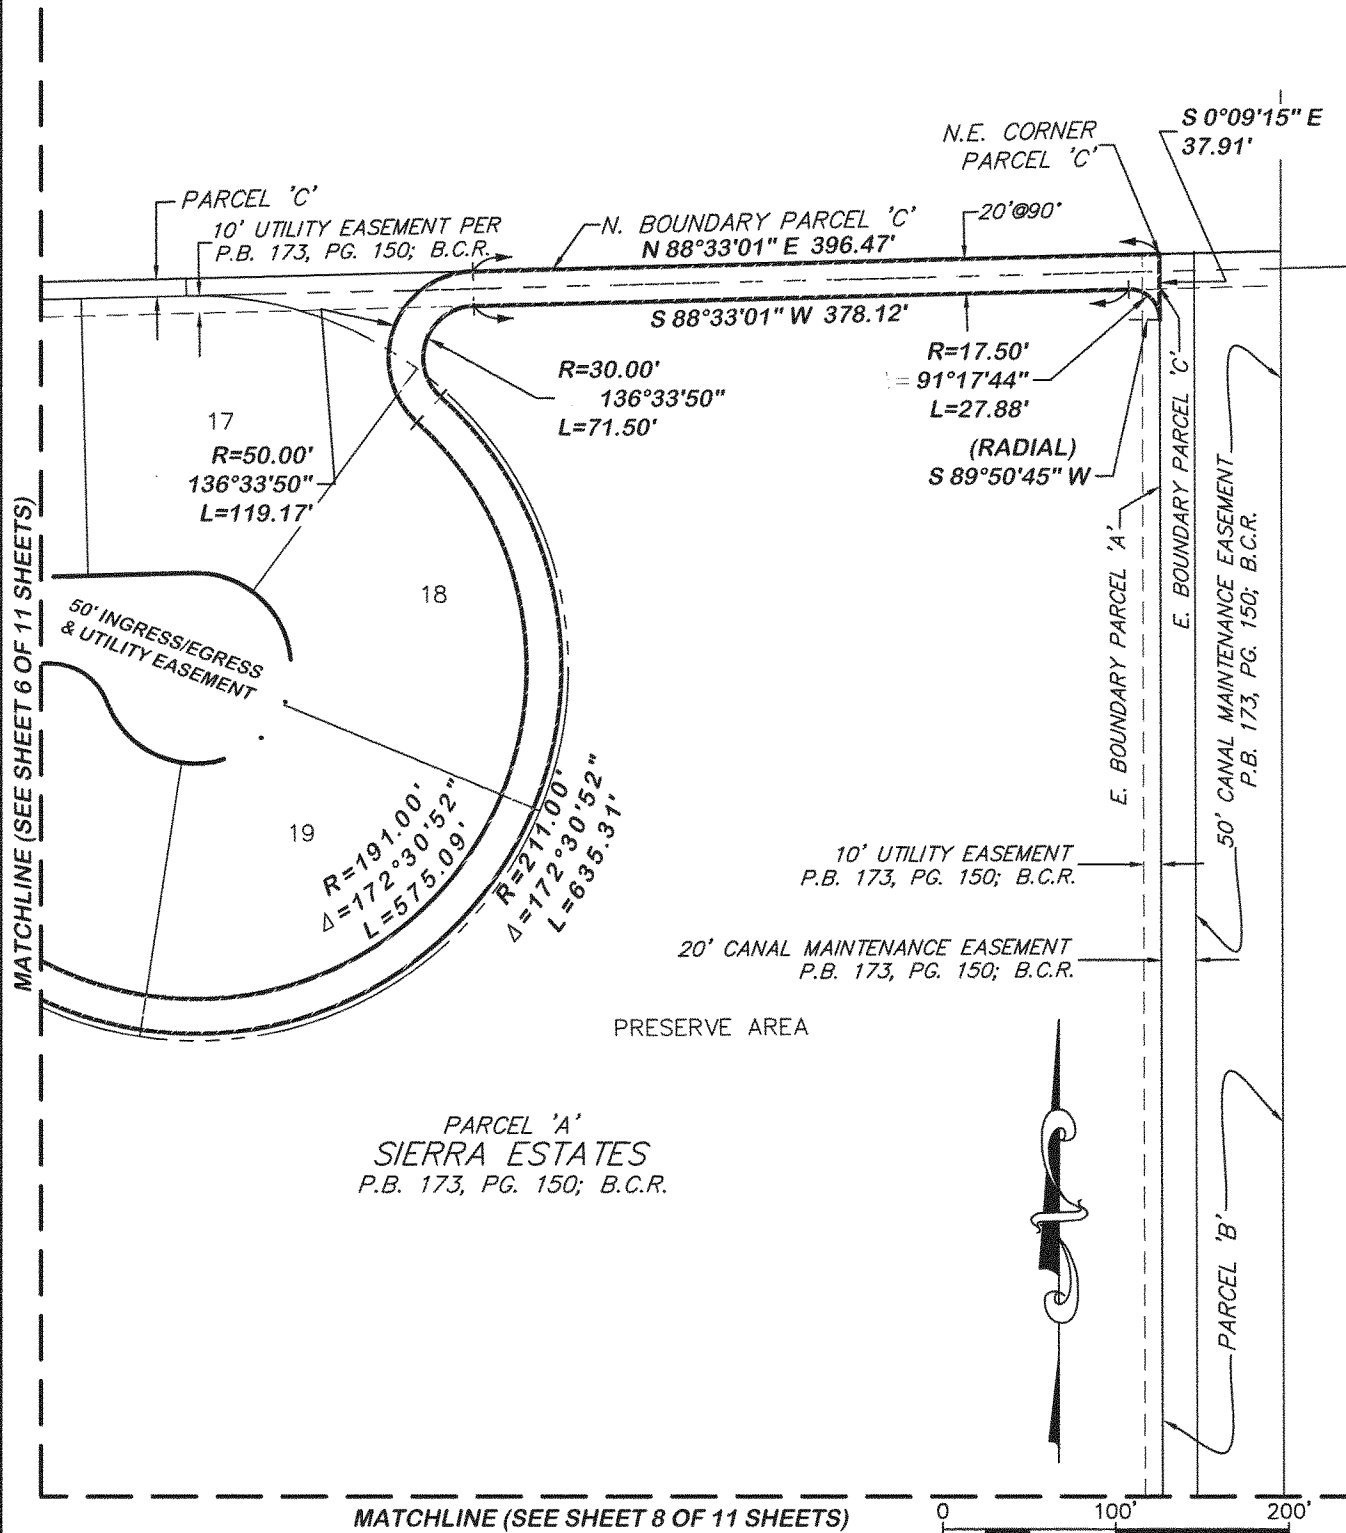 S 0°09'15" E
37.91'
N.E. CORNER
PARCEL 'C'
PARCEL 'C'
10' UTILITY EASEMENT PER
P.B. 173, PG. 150; B.C.R.
N. BOUNDARY PARCEL 'C'
N 88°33'01" E 396.47'
20'@90°
S 88°33'01" W 378.12'
R=30.00'
136°33'50"
L=71.50'
R=17.50'
= 91°17'44"
L=27.88'
(RADIAL)
S 89°50'45" W
17
R=50.00'
136°33'50"
L=119.17'
18
50' INGRESS/EGRESS
& UTILITY EASEMENT
19
R=191.00'
Δ=172°30'52"
L=575.09'
R=211.00'
Δ=172°30'52"
L=635.31'
MATCHLINE (SEE SHEET 6 OF 11 SHEETS)
E. BOUNDARY PARCEL 'A'
E. BOUNDARY PARCEL 'C'
50' CANAL MAINTENANCE EASEMENT
P.B. 173, PG. 150; B.C.R.
10' UTILITY EASEMENT
P.B. 173, PG. 150; B.C.R.
20' CANAL MAINTENANCE EASEMENT
P.B. 173, PG. 150; B.C.R.
PRESERVE AREA
PARCEL 'A'
SIERRA ESTATES
P.B. 173, PG. 150; B.C.R.
PARCEL 'B'
MATCHLINE (SEE SHEET 8 OF 11 SHEETS)
0 100' 200'